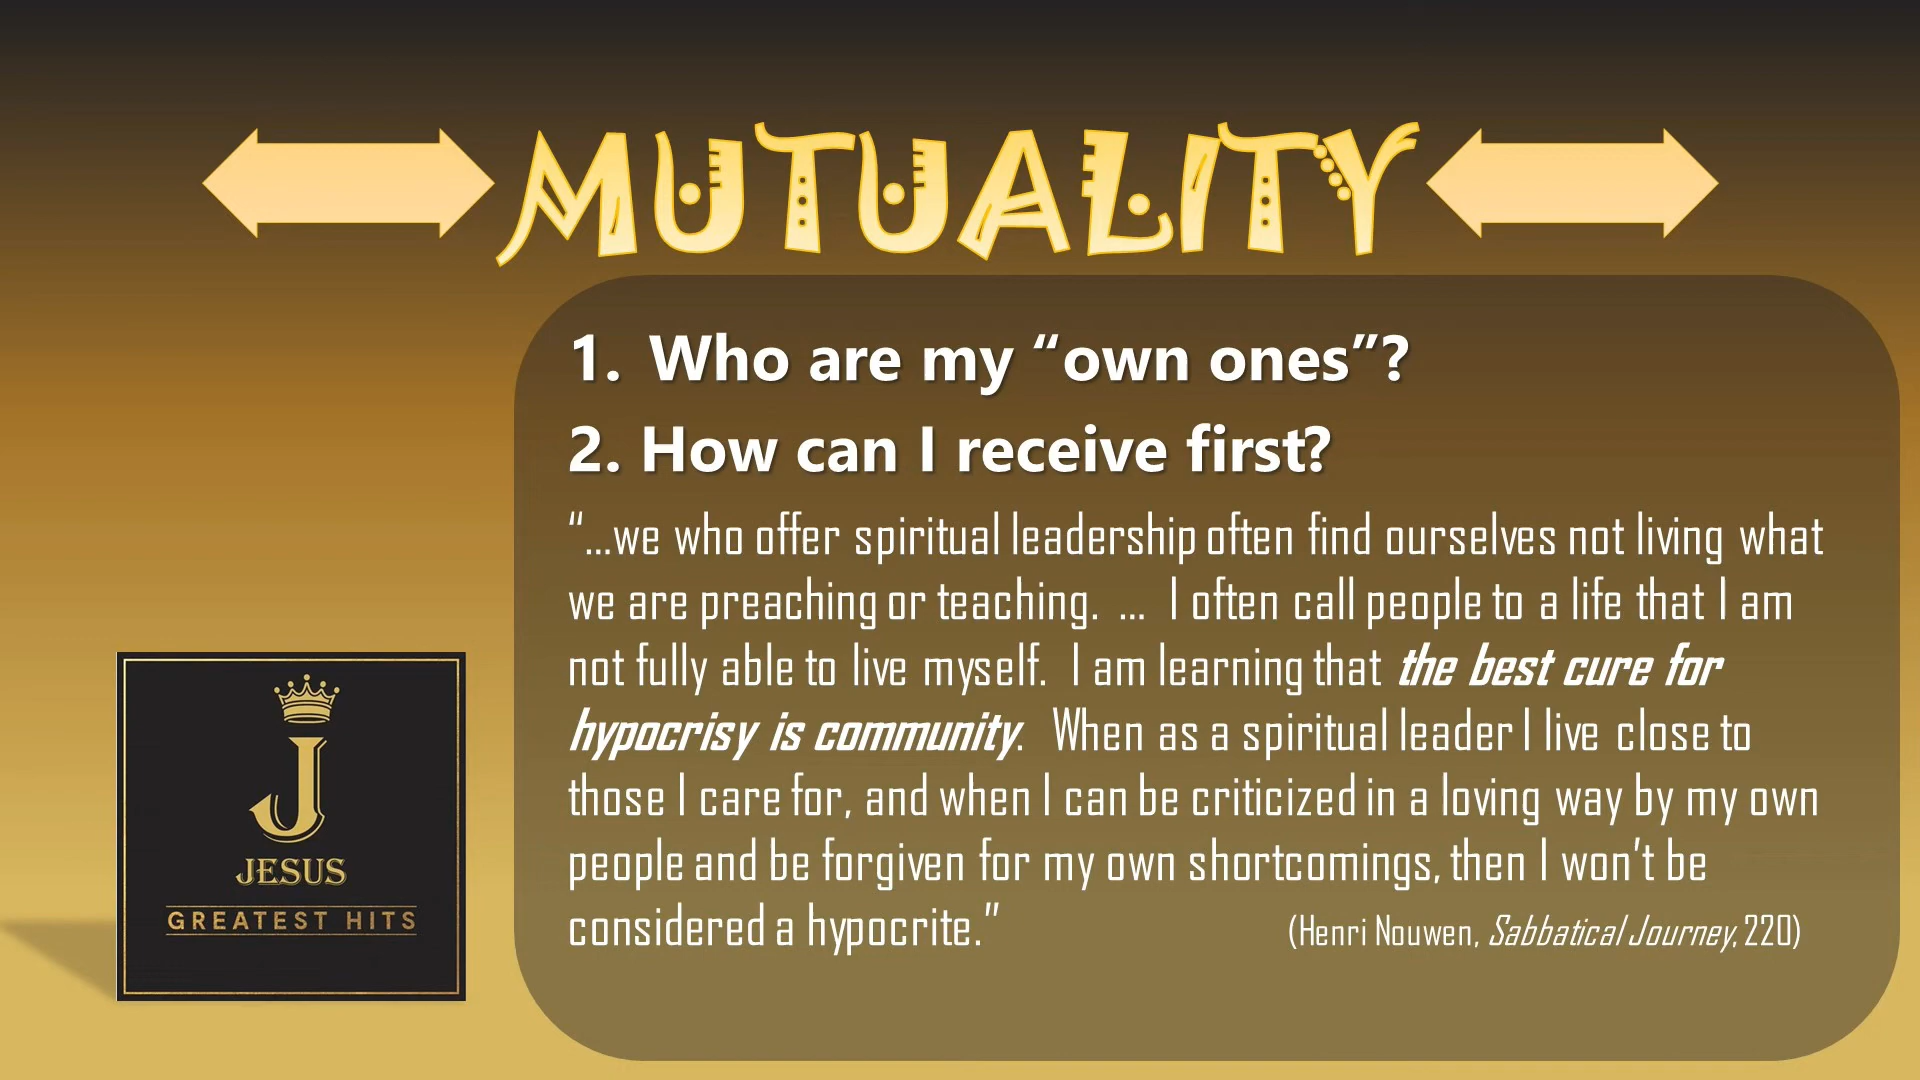 MUTUALITY
1. Who are my “own ones”?
2. How can I receive first?
“…we who offer spiritual leadership often find ourselves not living what
we are preaching or teaching. … I often call people to a life that I am
not fully able to live myself. I am learning that the best cure for
hypocrisy is community. When as a spiritual leader I live close to
those I care for, and when I can be criticized in a loving way by my own
people and be forgiven for my own shortcomings, then I won’t be
considered a hypocrite.” (Henri Nouwen, Sabbatical Journey, 220)
J
JESUS
GREATEST HITS